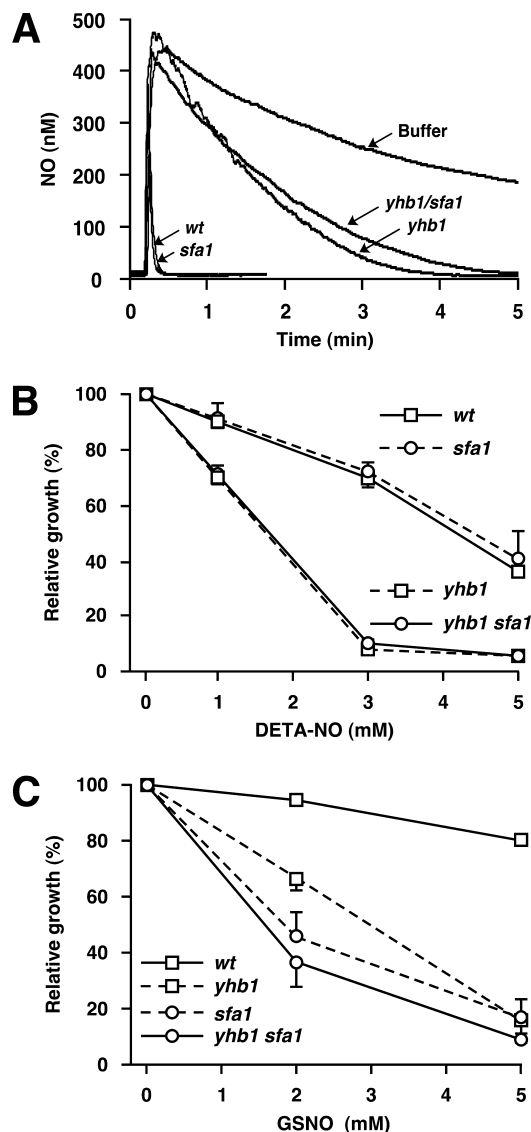 A
500
400
300
200
100
0
NO (nM)
Buffer
yhb1/sfa1
yhb1
wt
sfa1
0 1 2 3 4 5
Time (min)
B
100
80
60
40
20
0
Relative growth (%)
wt
sfa1
yhb1
yhb1 sfa1
0 1 2 3 4 5
DETA-NO (mM)
C
100
80
60
40
20
0
Relative growth (%)
wt
yhb1
sfa1
yhb1 sfa1
0 1 2 3 4 5
GSNO (mM)